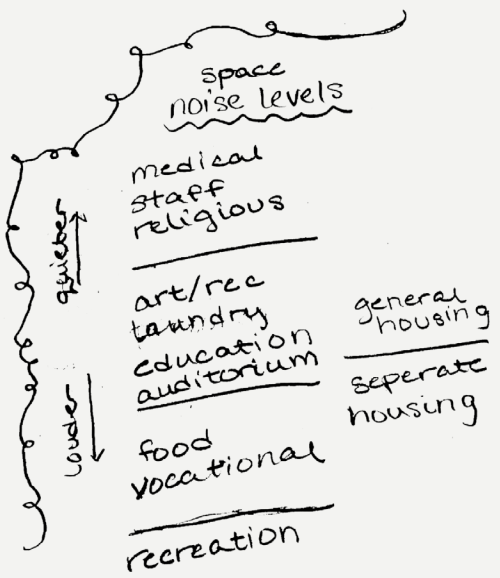 space
noise levels
medical
staff
religious
quieter
art/rec
laundry
education
auditorium
general
housing
seperate
housing
louder
food
vocational
recreation